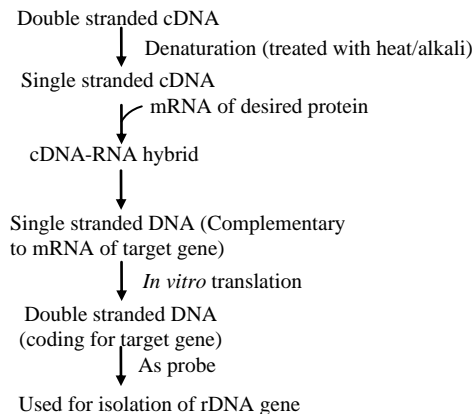 Double stranded cDNA
Denaturation (treated with heat/alkali)
Single stranded cDNA
mRNA of desired protein
cDNA-RNA hybrid
Single stranded DNA (Complementary
to mRNA of target gene)
In vitro translation
Double stranded DNA
(coding for target gene)
As probe
Used for isolation of rDNA gene